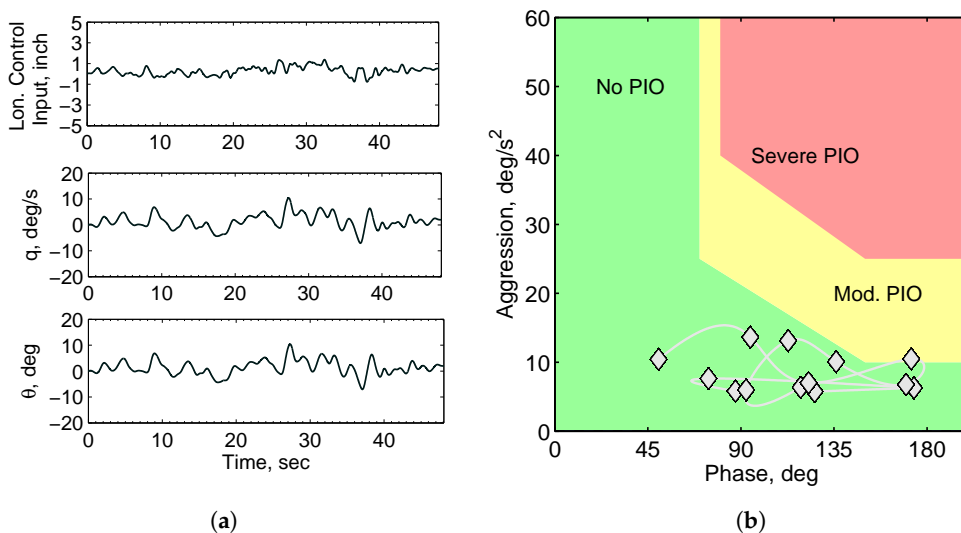 5
3
1
−1
−3
−5
Lon. Control
Input, inch
0 10 20 30 40
20
10
0
−10
−20
q, deg/s
0 10 20 30 40
20
10
0
−10
−20
θ, deg
0 10 20 30 40
Time, sec
(a)
60
50
40
30
20
10
0
Aggression, deg/s²
No PIO
Severe PIO
Mod. PIO
0 45 90 135 180
Phase, deg
(b)